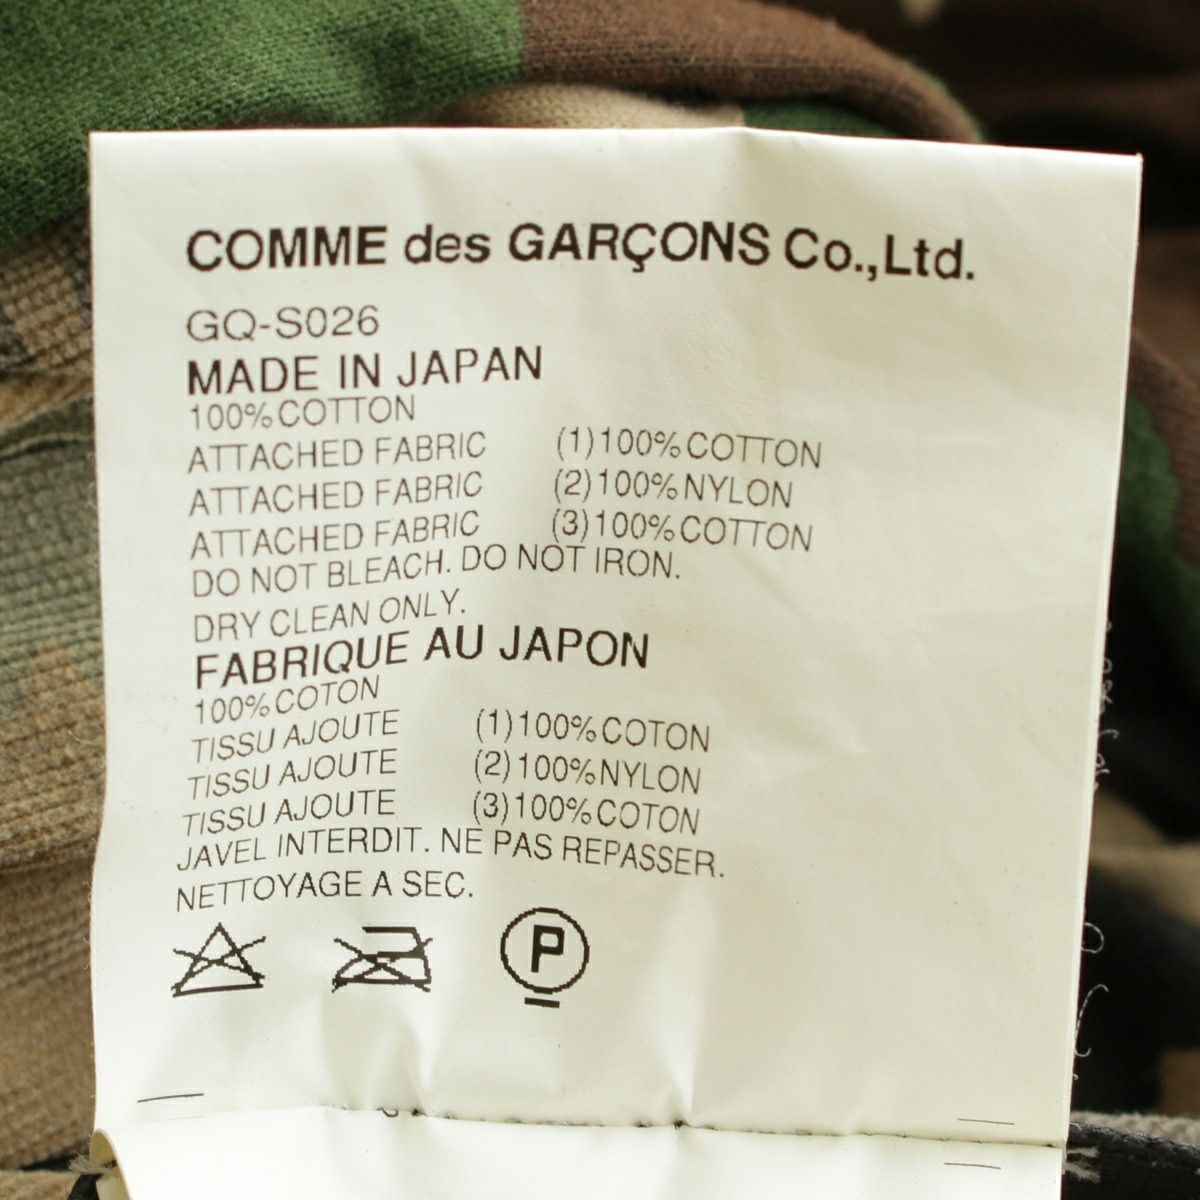 COMME des GARÇONS Co.,Ltd.
GQ-S026
MADE IN JAPAN
100%COTTON
ATTACHED FABRIC (1)100%COTTON
ATTACHED FABRIC (2)100%NYLON
ATTACHED FABRIC (3)100%COTTON
DO NOT BLEACH. DO NOT IRON.
DRY CLEAN ONLY.
FABRIQUE AU JAPON
100%COTON
TISSU AJOUTE (1)100%COTON
TISSU AJOUTE (2)100%NYLON
TISSU AJOUTE (3)100%COTON
JAVEL INTERDIT. NE PAS REPASSER.
NETTOYAGE A SEC.
P